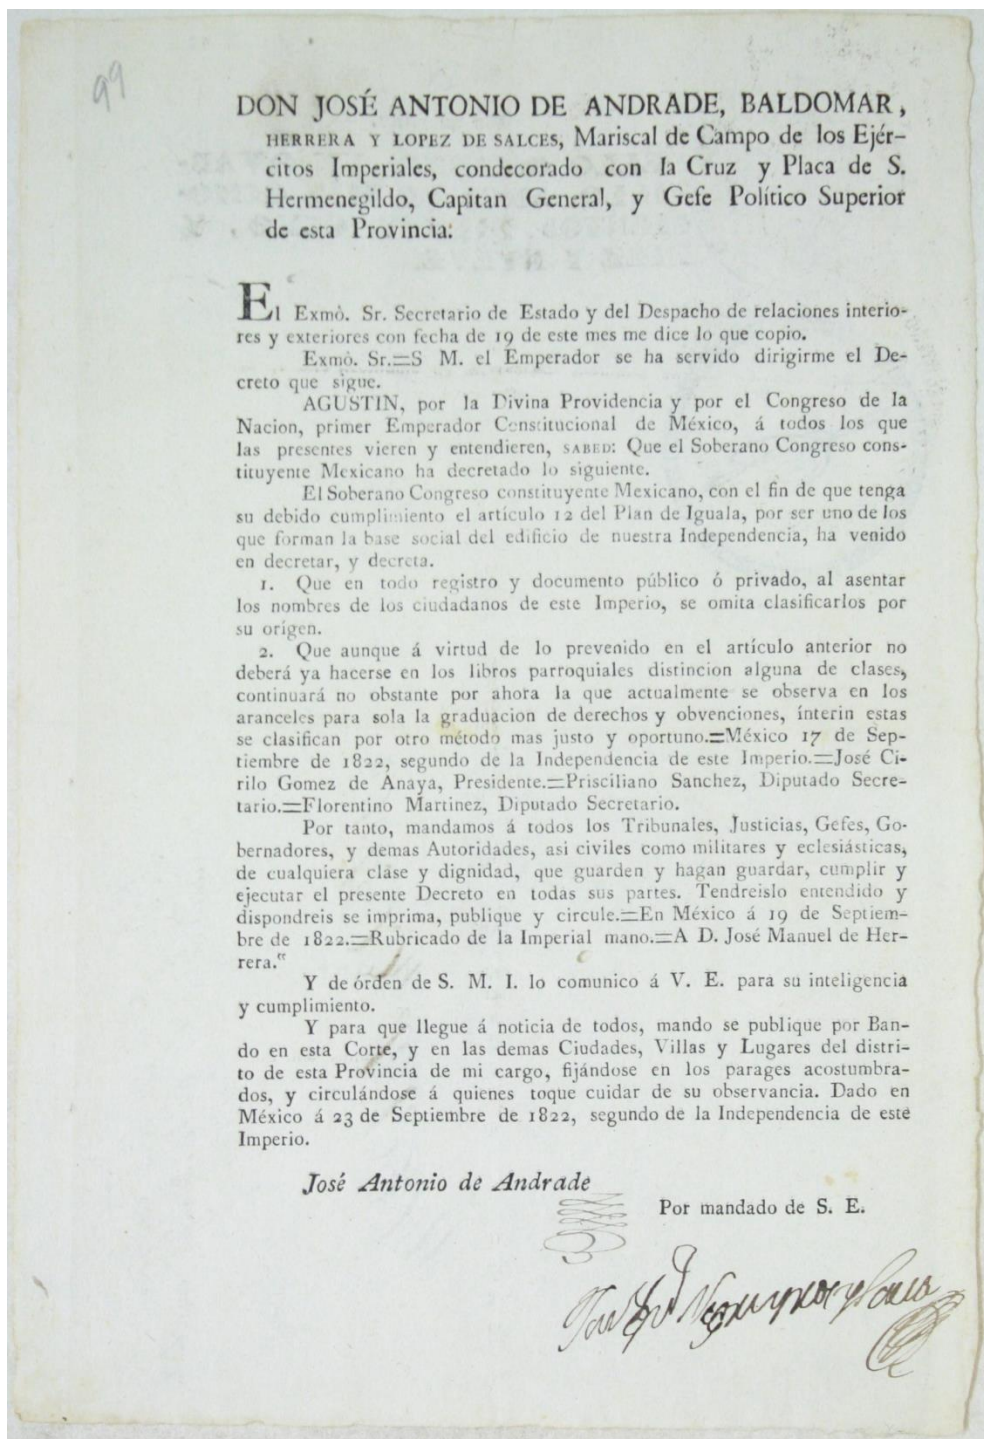 99
DON JOSÉ ANTONIO DE ANDRADE, BALDOMAR,
HERRERA Y LOPEZ DE SALCES, Mariscal de Campo de los Ejér-
citos Imperiales, condecorado con la Cruz y Placa de S.
Hermenegildo, Capitan General, y Gefe Político Superior
de esta Provincia.
El Exmò. Sr. Secretario de Estado y del Despacho de relaciones interio-
res y exteriores con fecha de 19 de este mes me dice lo que copio.
Exmò. Sr.=S M. el Emperador se ha servido dirigirme el De-
creto que sigue.
AGUSTIN, por la Divina Providencia y por el Congreso de la
Nacion, primer Emperador Constitucional de México, á todos los que
las presentes vieren y entendieren, SABED: Que el Soberano Congreso cons-
tituyente Mexicano ha decretado lo siguiente.
El Soberano Congreso constituyente Mexicano, con el fin de que tenga
su debido cumplimiento el artículo 12 del Plan de Iguala, por ser uno de los
que forman la base social del edificio de nuestra Independencia, ha venido
en decretar, y decreta.
1. Que en todo registro y documento público ó privado, al asentar
los nombres de los ciudadanos de este Imperio, se omita clasificarlos por
su orígen.
2. Que aunque á virtud de lo prevenido en el artículo anterior no
deberá ya hacerse en los libros parroquiales distincion alguna de clases,
continuará no obstante por ahora la que actualmente se observa en los
aranceles para sola la graduacion de derechos y obvenciones, ínterin estas
se clasifican por otro método mas justo y oportuno.=México 17 de Sep-
tiembre de 1822, segundo de la Independencia de este Imperio.=José Ci-
rilo Gomez de Anaya, Presidente.=Prisciliano Sanchez, Diputado Secre-
tario.=Florentino Martinez, Diputado Secretario.
Por tanto, mandamos á todos los Tribunales, Justicias, Gefes, Go-
bernadores, y demas Autoridades, asi civiles como militares y eclesiásticas,
de cualquiera clase y dignidad, que guarden y hagan guardar, cumplir y
ejecutar el presente Decreto en todas sus partes. Tendreislo entendido y
dispondreis se imprima, publique y circule.=En México á 19 de Septiem-
bre de 1822.=Rubricado de la Imperial mano.=A D. José Manuel de Her-
rera."
Y de órden de S. M. I. lo comunico á V. E. para su inteligencia
y cumplimiento.
Y para que llegue á noticia de todos, mando se publique por Ban-
do en esta Corte, y en las demas Ciudades, Villas y Lugares del distri-
to de esta Provincia de mi cargo, fijándose en los parages acostumbra-
dos, y circulándose á quienes toque cuidar de su observancia. Dado en
México á 23 de Septiembre de 1822, segundo de la Independencia de este
Imperio.
José Antonio de Andrade
Por mandado de S. E.